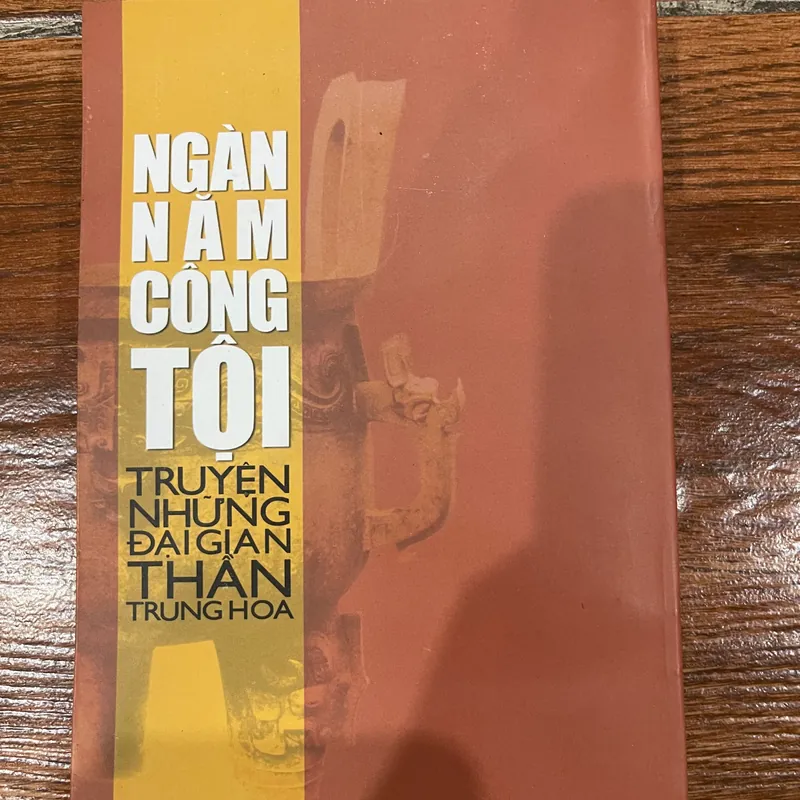 NGÀN
NĂM
CÔNG
TỘI
TRUYỆN
NHỮNG
ĐẠI GIAN
THẦN
TRUNG HOA